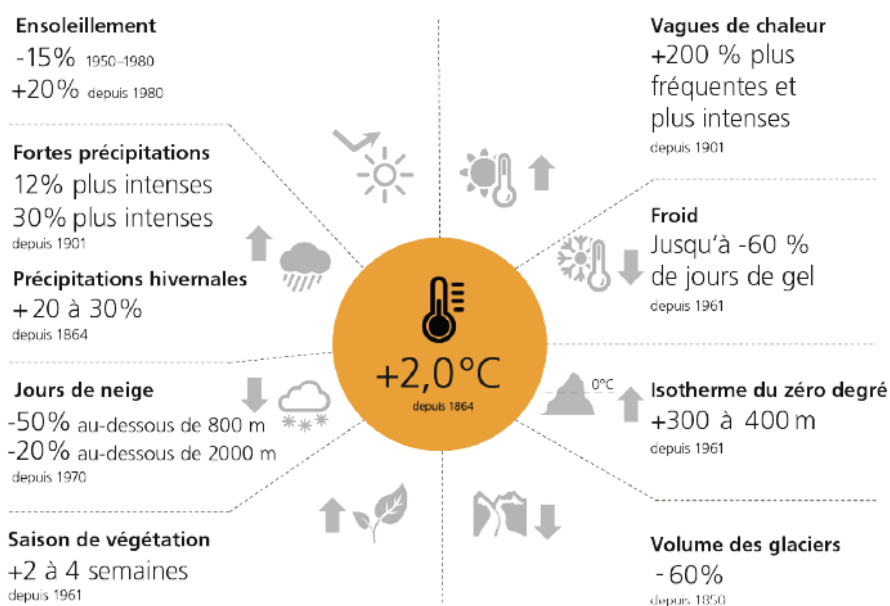 Ensoleillement
-15% 1950–1980
+20% depuis 1980
Fortes précipitations
12% plus intenses
30% plus intenses
depuis 1901
Précipitations hivernales
+20 à 30%
depuis 1864
Jours de neige
-50% au-dessous de 800 m
-20% au-dessous de 2000 m
depuis 1970
Saison de végétation
+2 à 4 semaines
depuis 1961
+2,0°C
depuis 1864
Vagues de chaleur
+200 % plus
fréquentes et
plus intenses
depuis 1901
Froid
Jusqu'à -60 %
de jours de gel
depuis 1961
0°C
Isotherme du zéro degré
+300 à 400 m
depuis 1961
Volume des glaciers
-60%
depuis 1850